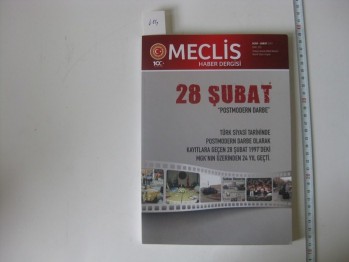 MECLİS
HABER DERGİSİ
100
28 ŞUBAT
"POSTMODERN DARBE"
TÜRK SİYASİ TARİHİNDE
POSTMODERN DARBE OLARAK
KAYITLARA GEÇEN 28 ŞUBAT 1997'DEKİ
MGK'NIN ÜZERİNDEN 24 YIL GEÇTİ.